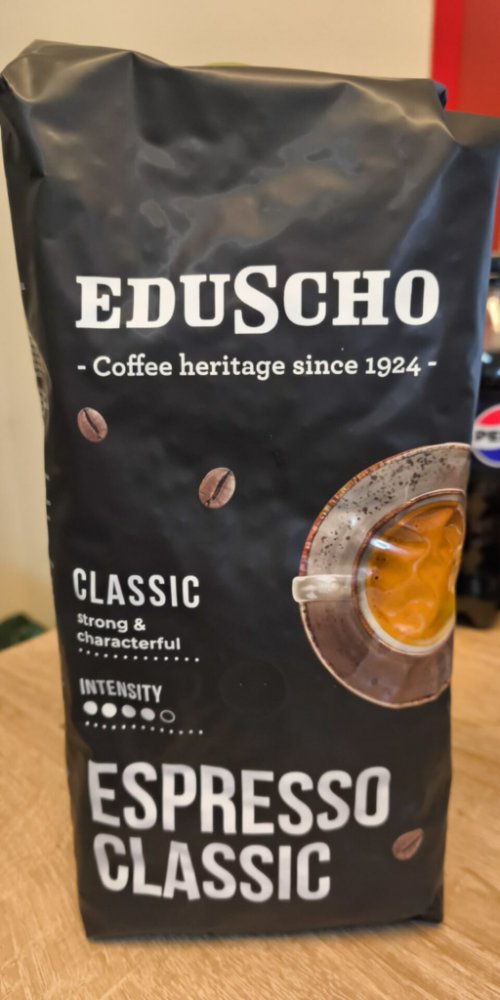 EDUSCHO
- Coffee heritage since 1924 -
CLASSIC
strong &
characterful
INTENSITY
ESPRESSO
CLASSIC